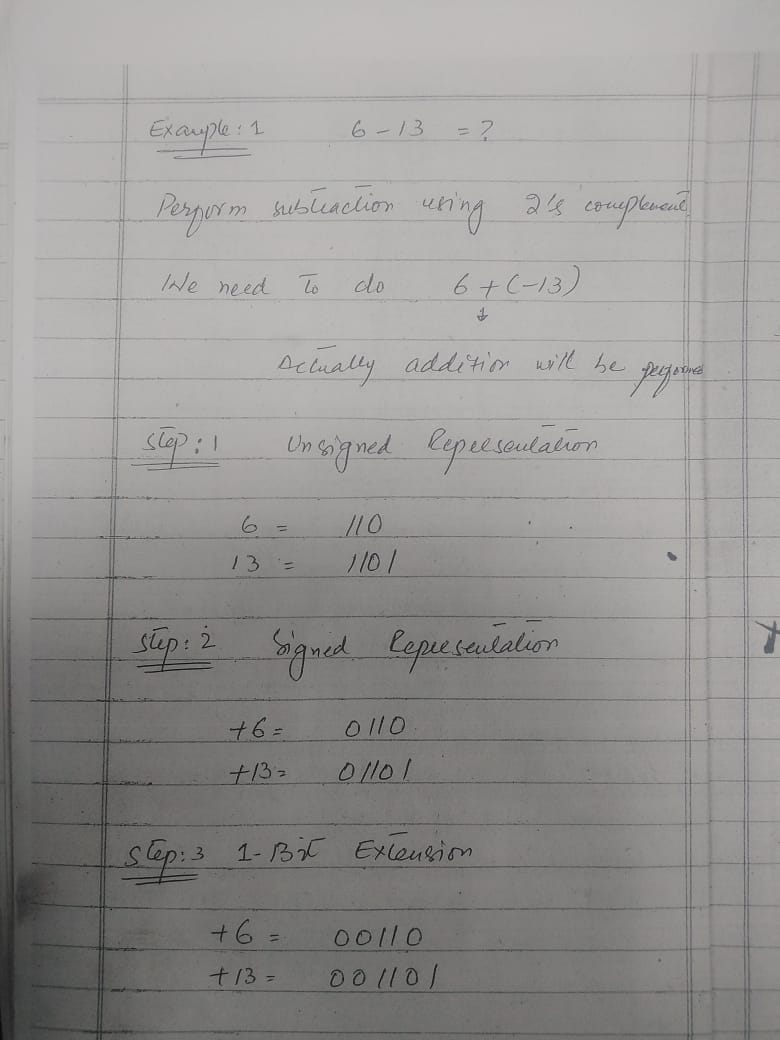 Example: 1 6 - 13 = ?
Perform subtraction using 2's complement.
We need To do 6 + (-13)
↓
Actually addition will be performed
Step: 1 Unsigned Representation
6 = 110
13 = 1101
Step: 2 Signed Representation
+6 = 0110
+13 = 01101
Step: 3 1-Bit Extension
+6 = 00110
+13 = 001101